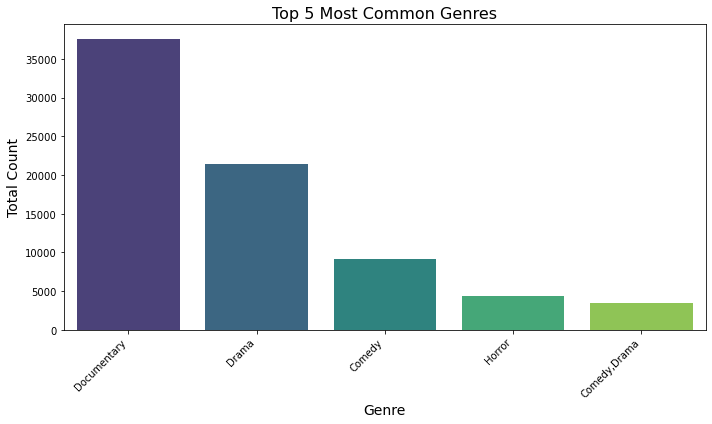 Top 5 Most Common Genres
Total Count
35000
30000
25000
20000
15000
10000
5000
0
Documentary
Drama
Comedy
Horror
Comedy,Drama
Genre